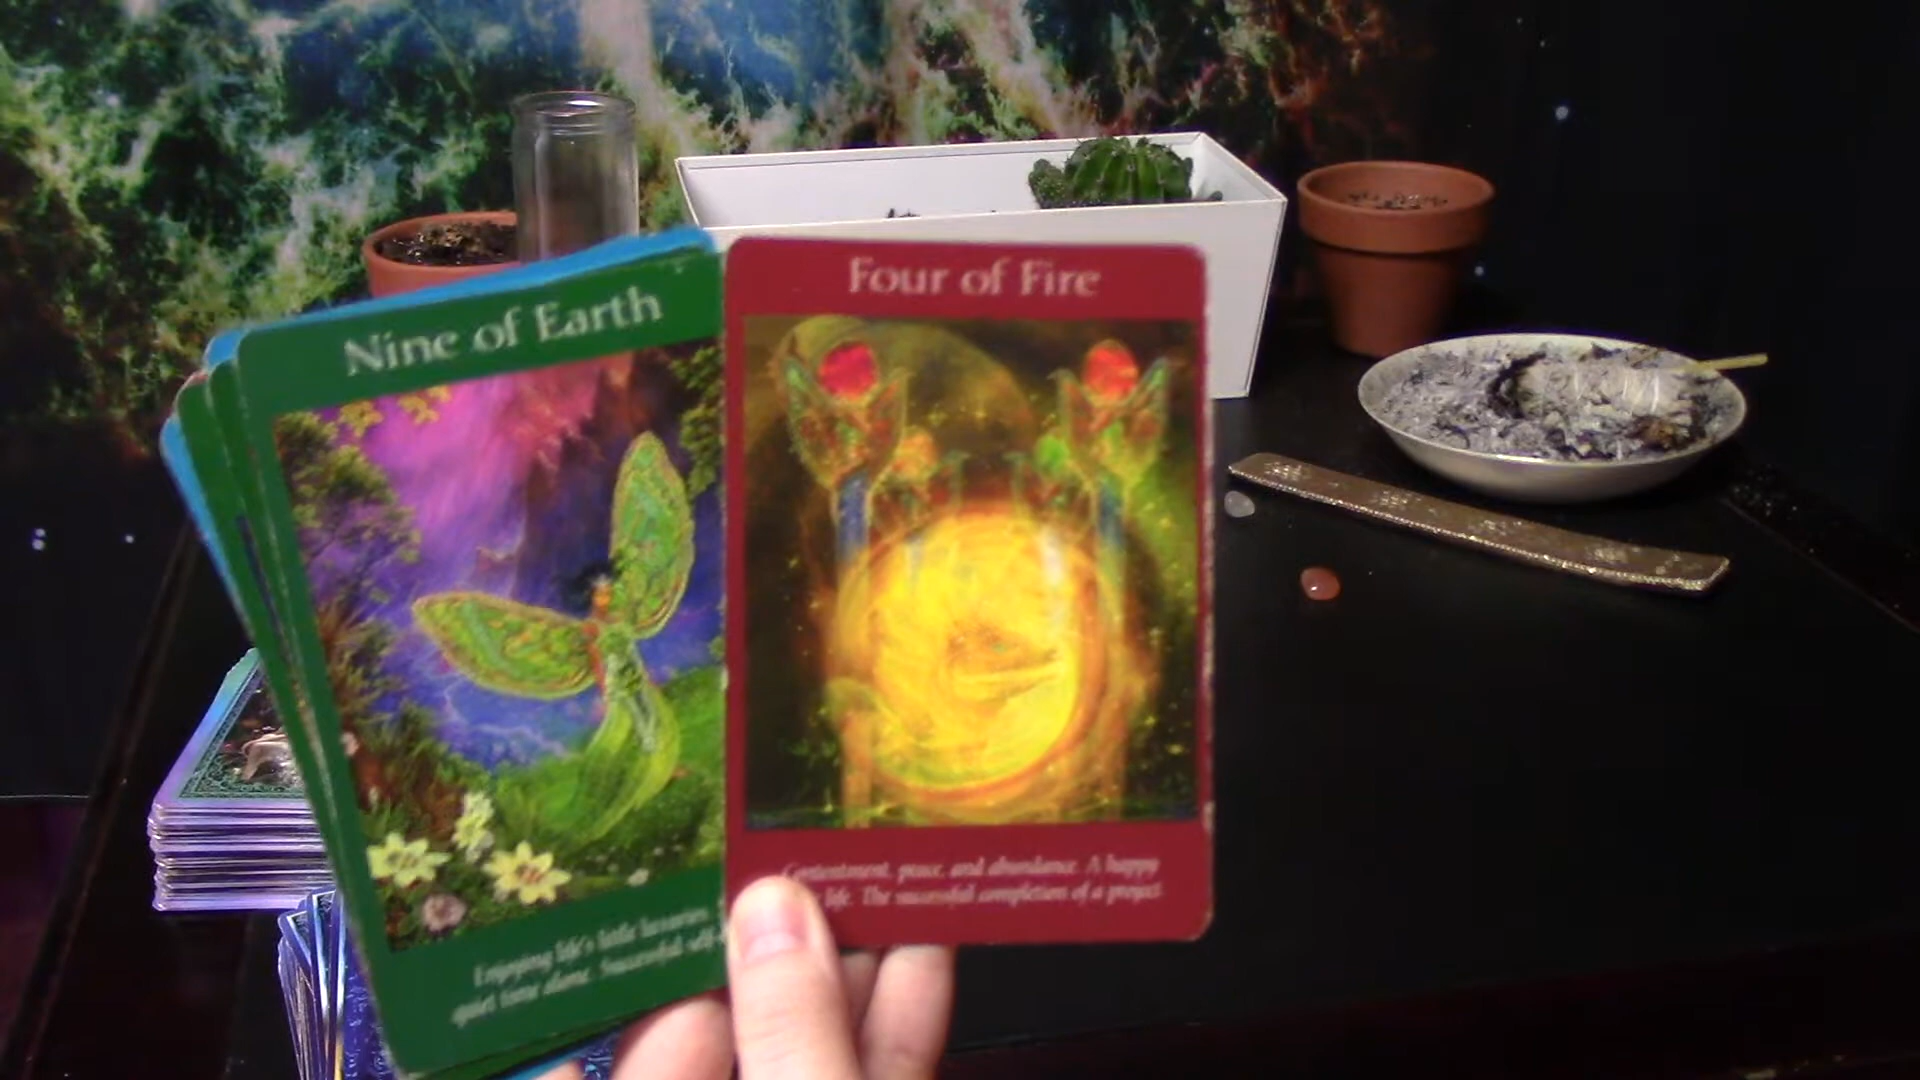 Nine of Earth
Enjoying life's little luxuries.
quiet time alone. Successful self-
Four of Fire
Contentment, peace, and abundance. A happy
life. The successful completion of a project.